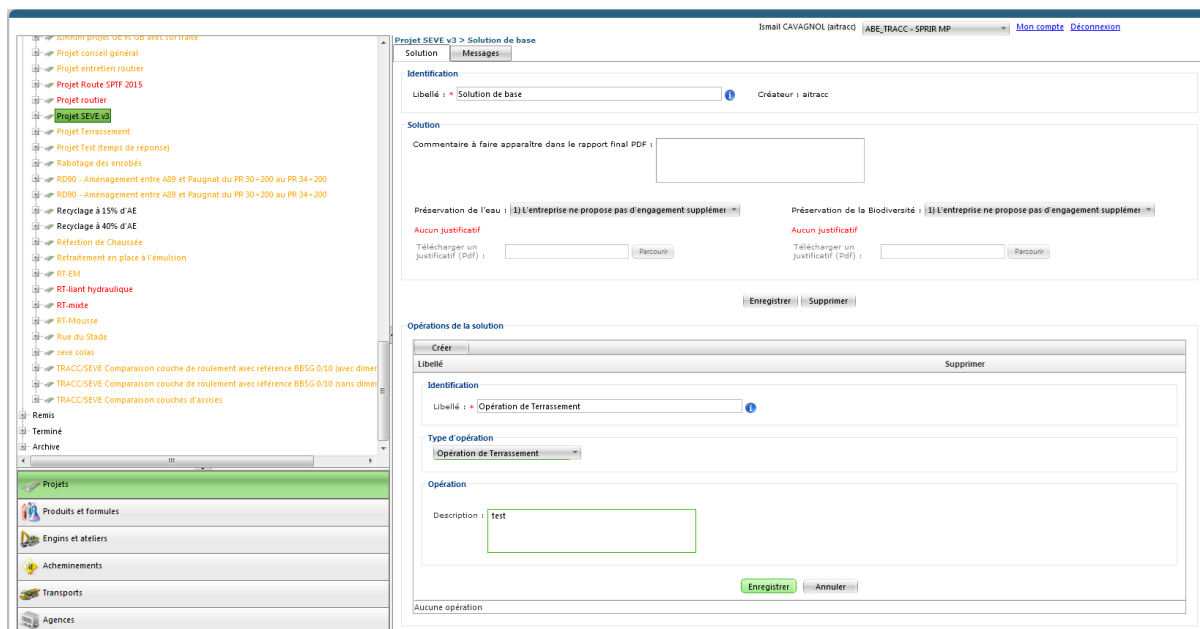 Ismaïl CAVAGNOL (aitracc) ABE_TRACC - SPRIR MP Mon compte Déconnexion
IDRRIM projet GE vs GB avec sol traité
Projet conseil général
Projet entretien routier
Projet Route SPTF 2015
Projet routier
Projet SEVE v3
Projet Terrassement
Projet Test (temps de réponse)
Rabotage des enrobés
RD90 - Aménagement entre A89 et Paugnat du PR 30+200 au PR 34+200
RD90 - Aménagement entre A89 et Paugnat du PR 30+200 au PR 34+200
Recyclage à 15% d'AE
Recyclage à 40% d'AE
Réfection de Chaussée
Retraitement en place à l'émulsion
RT-EM
RT-liant hydraulique
RT-mixte
RT-Mousse
Rue du Stade
seve colas
TRACC/SEVE Comparaison couche de roulement avec référence BBSG 0/10 (avec dimer
TRACC/SEVE Comparaison couche de roulement avec référence BBSG 0/10 (sans dimer
TRACC/SEVE Comparaison couches d'assises
Remis
Terminé
Archive
Projets
Produits et formules
Engins et ateliers
Acheminements
Transports
Agences
Projet SEVE v3 > Solution de base
Solution Messages
Identification
Libellé : * Solution de base Créateur : aitracc
Solution
Commentaire à faire apparaître dans le rapport final PDF :
Préservation de l'eau : 1) L'entreprise ne propose pas d'engagement supplémer Préservation de la Biodiversité : 1) L'entreprise ne propose pas d'engagement supplémer
Aucun justificatif Aucun justificatif
Télécharger un justificatif (Pdf) : Parcourir Télécharger un justificatif (Pdf) : Parcourir
Enregistrer Supprimer
Opérations de la solution
Créer
Libellé Supprimer
Identification
Libellé : * Opération de Terrassement
Type d'opération
Opération de Terrassement
Opération
Description : test
Enregistrer Annuler
Aucune opération